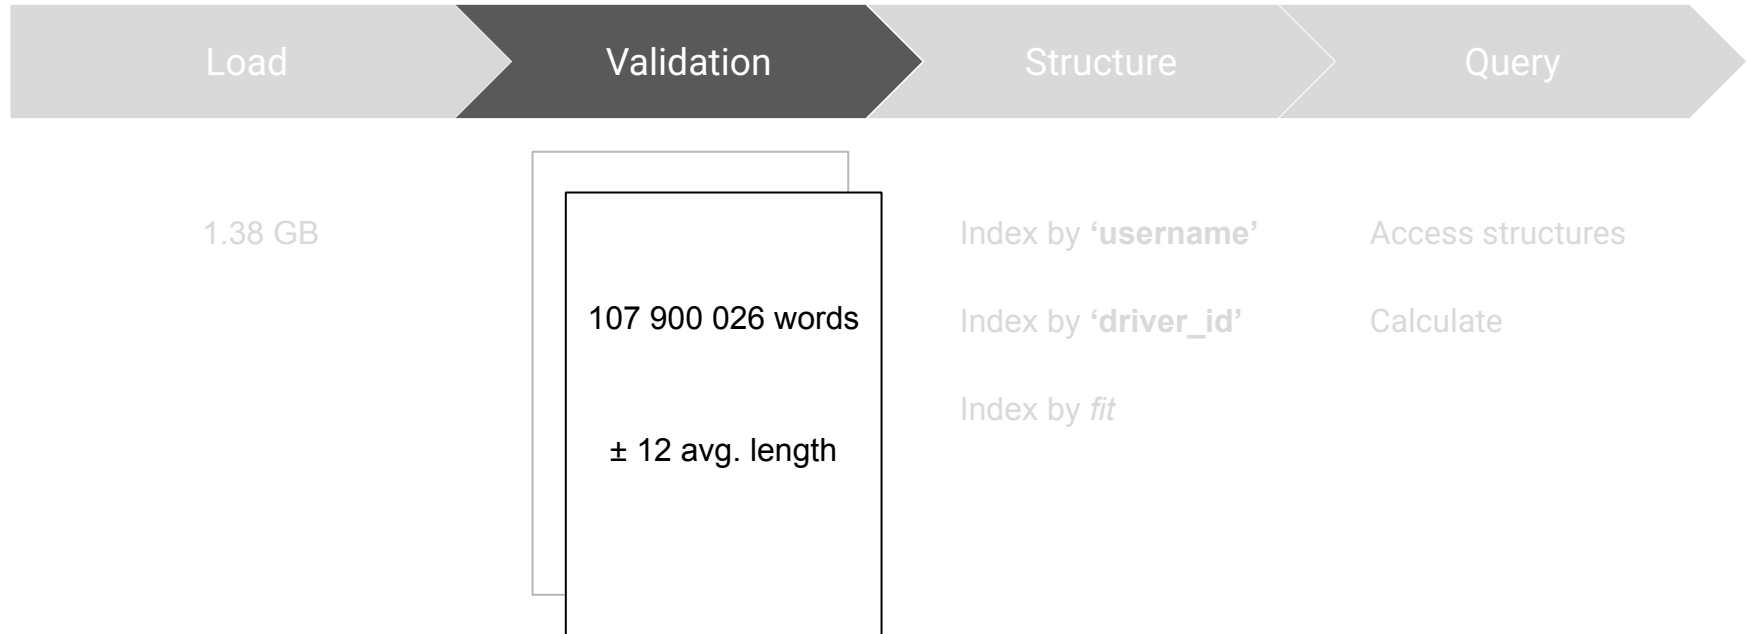 Load
Validation
Structure
Query
1.38 GB
107 900 026 words
± 12 avg. length
Index by ‘username’
Index by ‘driver_id’
Index by fit
Access structures
Calculate